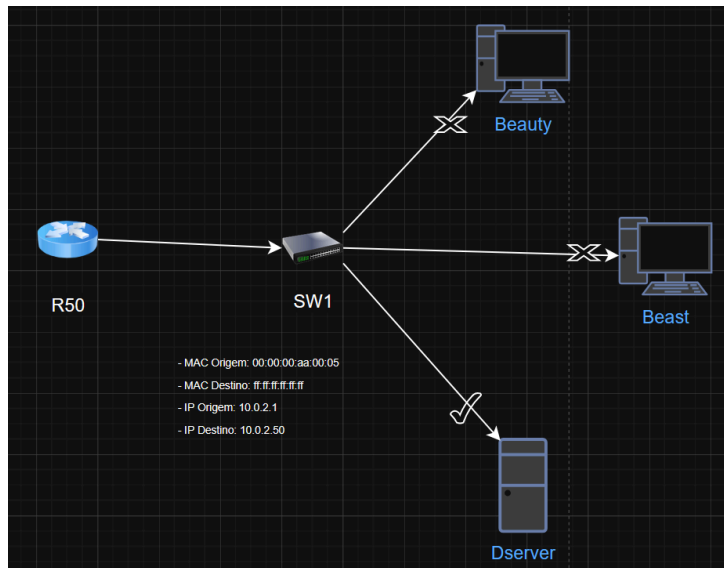 Beauty
R50
SW1
Beast
- MAC Origem: 00:00:00:aa:00:05
- MAC Destino: ff:ff:ff:ff:ff:ff
- IP Origem: 10.0.2.1
- IP Destino: 10.0.2.50
Dserver